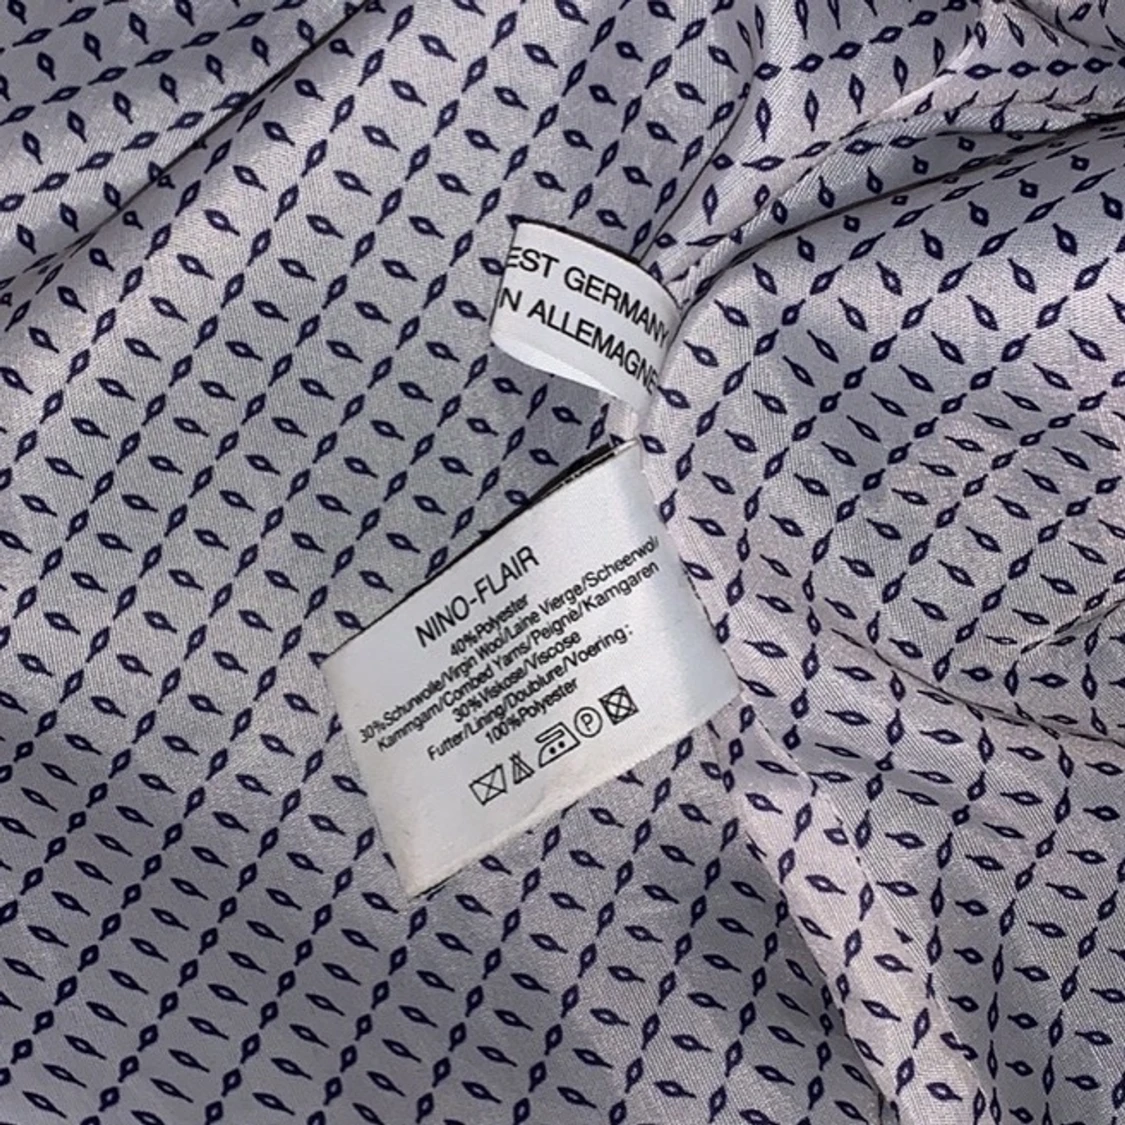 EST GERMANY
N ALLEMAGNE
NINO-FLAIR
40%Polyester
30%Schurwolle/Virgin Wool/Laine Vierge/Scheerwol
Kammgarn/Combed Yarns/Peigné/Kamgaren
30%Viskose/Viscose
Futter/Lining/Doublure/Voering:
100%Polyester
P